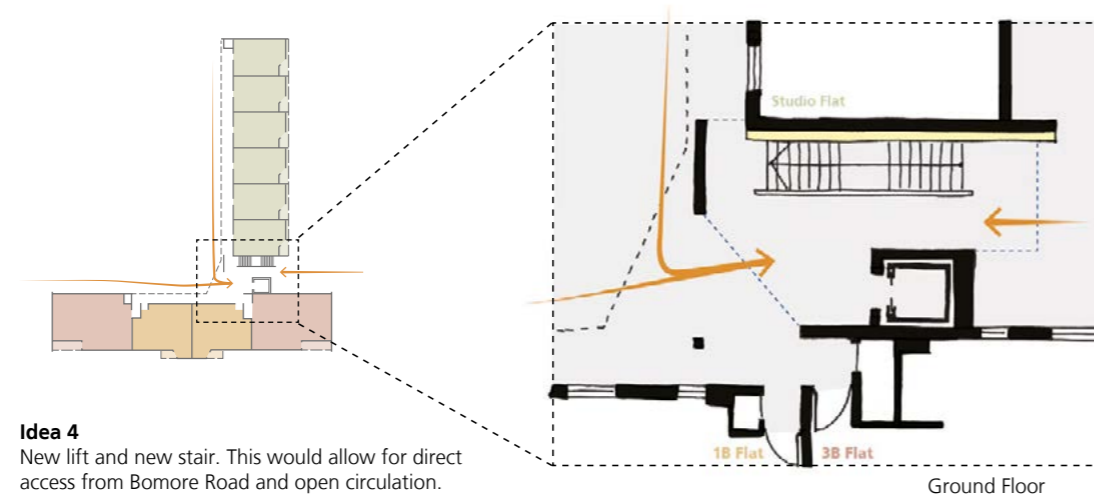 Studio Flat
Idea 4
New lift and new stair. This would allow for direct
access from Bomore Road and open circulation.
1B Flat
3B Flat
Ground Floor